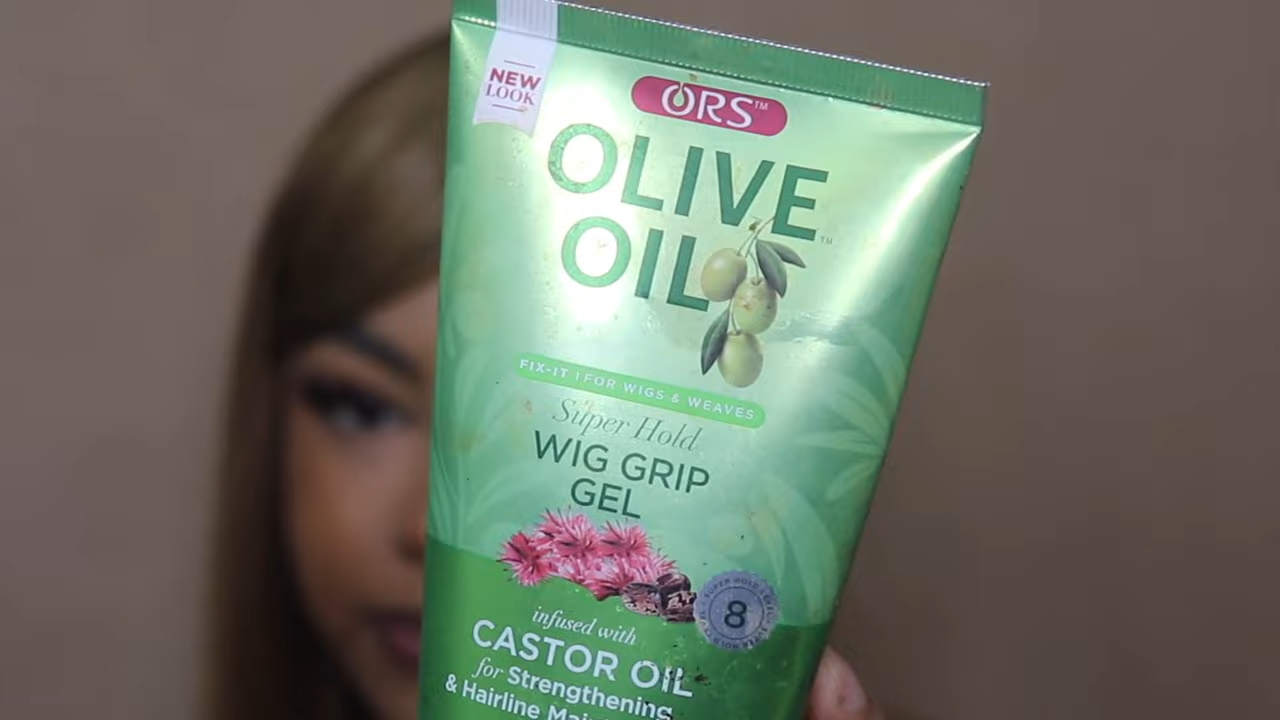 NEW
LOOK
ORS™
OLIVE
OIL™
FIX-IT | FOR WIGS & WEAVES
Super Hold
WIG GRIP
GEL
8
infused with
CASTOR OIL
for Strengthening
& Hairline